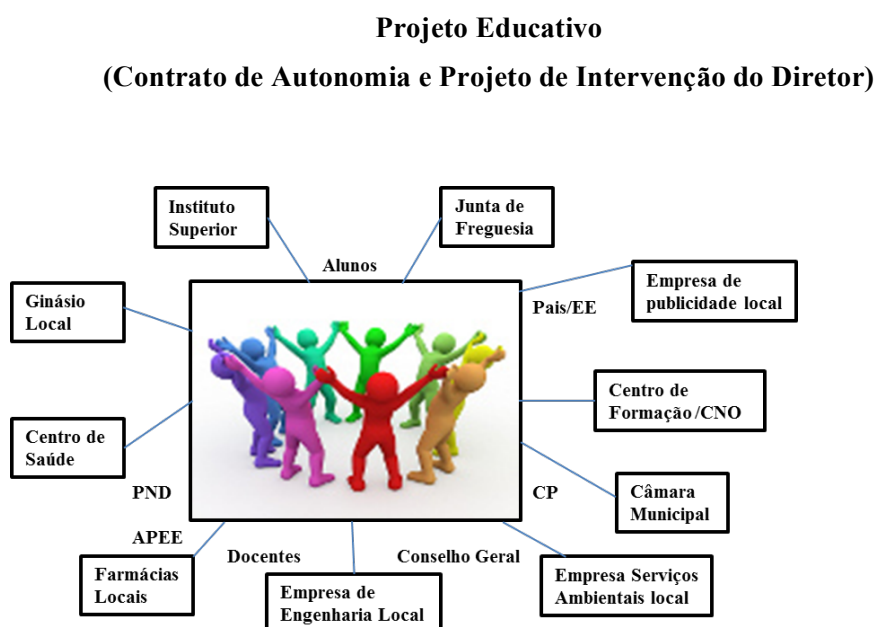 Projeto Educativo
(Contrato de Autonomia e Projeto de Intervenção do Diretor)
Instituto
Superior
Junta de
Freguesia
Alunos
Ginásio
Local
Pais/EE
Empresa de
publicidade local
Centro de
Formação/CNO
Centro de
Saúde
PND
CP
Câmara
Municipal
APEE
Docentes
Conselho Geral
Farmácias
Locais
Empresa de
Engenharia Local
Empresa Serviços
Ambientais local